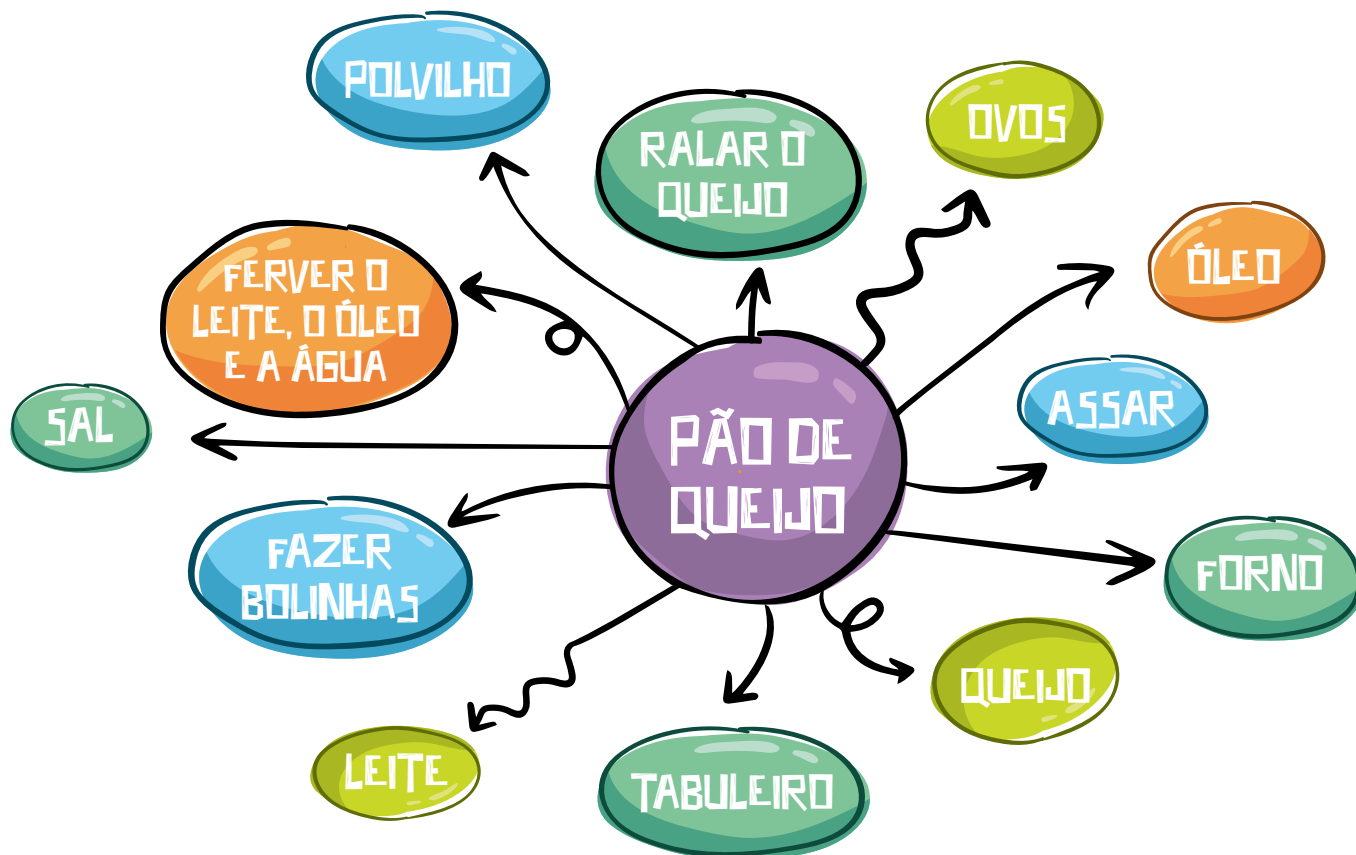 POLVILHO
RALAR O
QUEIJO
OVOS
FERVER O
LEITE, O ÓLEO
E A ÁGUA
ÓLEO
SAL
ASSAR
PÃO DE
QUEIJO
FAZER
BOLINHAS
FORNO
QUEIJO
LEITE
TABULEIRO